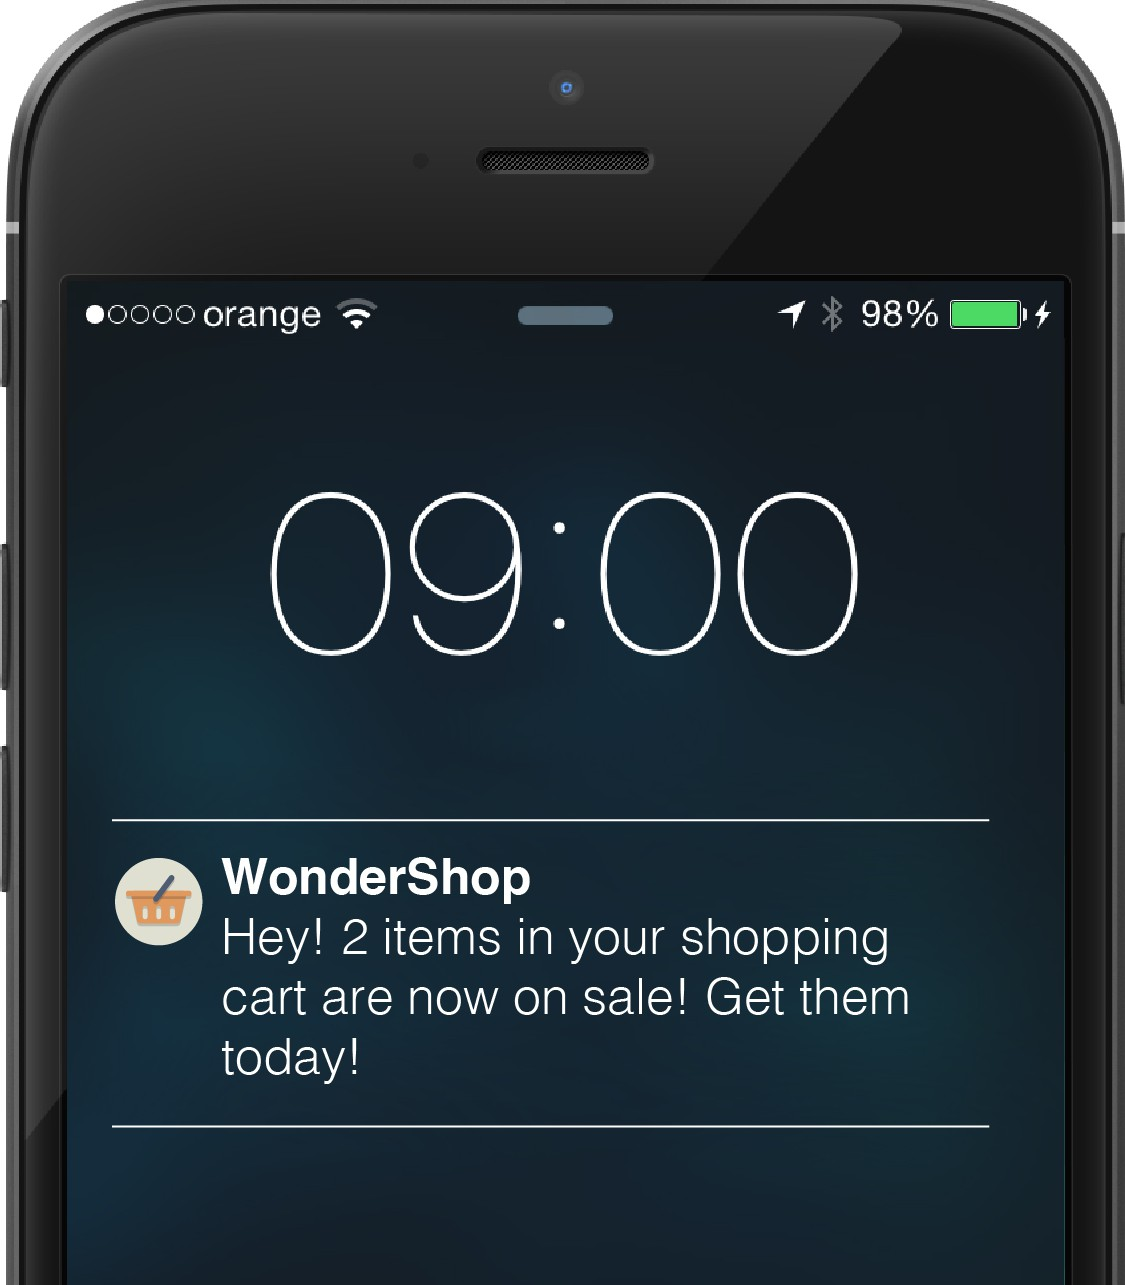 orange 98%
09:00
WonderShop
Hey! 2 items in your shopping
cart are now on sale! Get them
today!